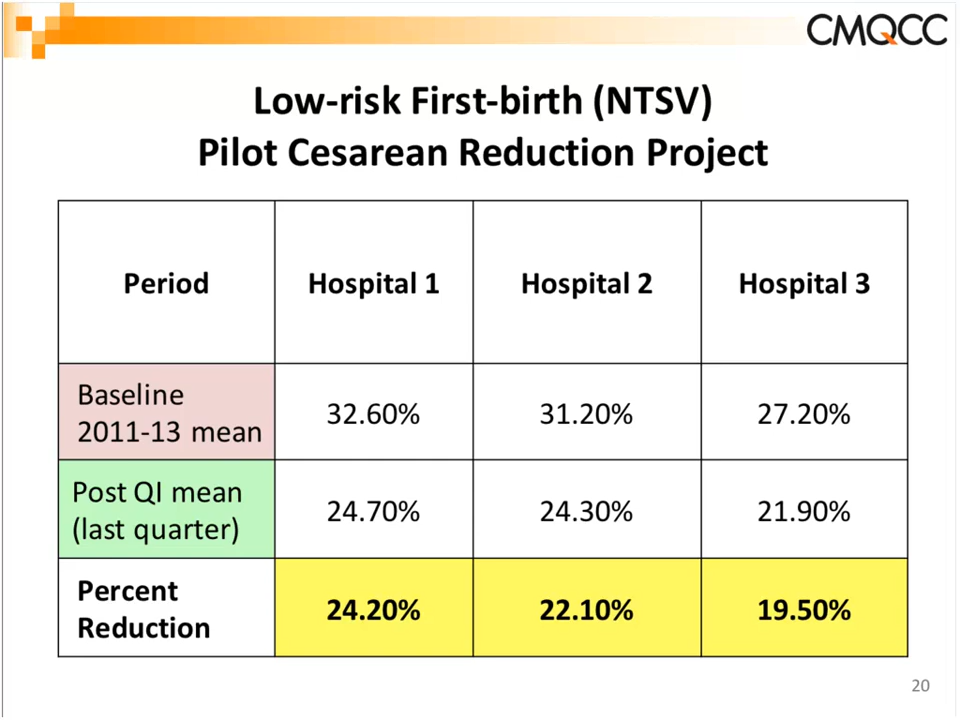 CMQCC
Low-risk First-birth (NTSV)
Pilot Cesarean Reduction Project
Period Hospital 1 Hospital 2 Hospital 3
Baseline
2011-13 mean 32.60% 31.20% 27.20%
Post QI mean
(last quarter) 24.70% 24.30% 21.90%
Percent
Reduction 24.20% 22.10% 19.50%
20